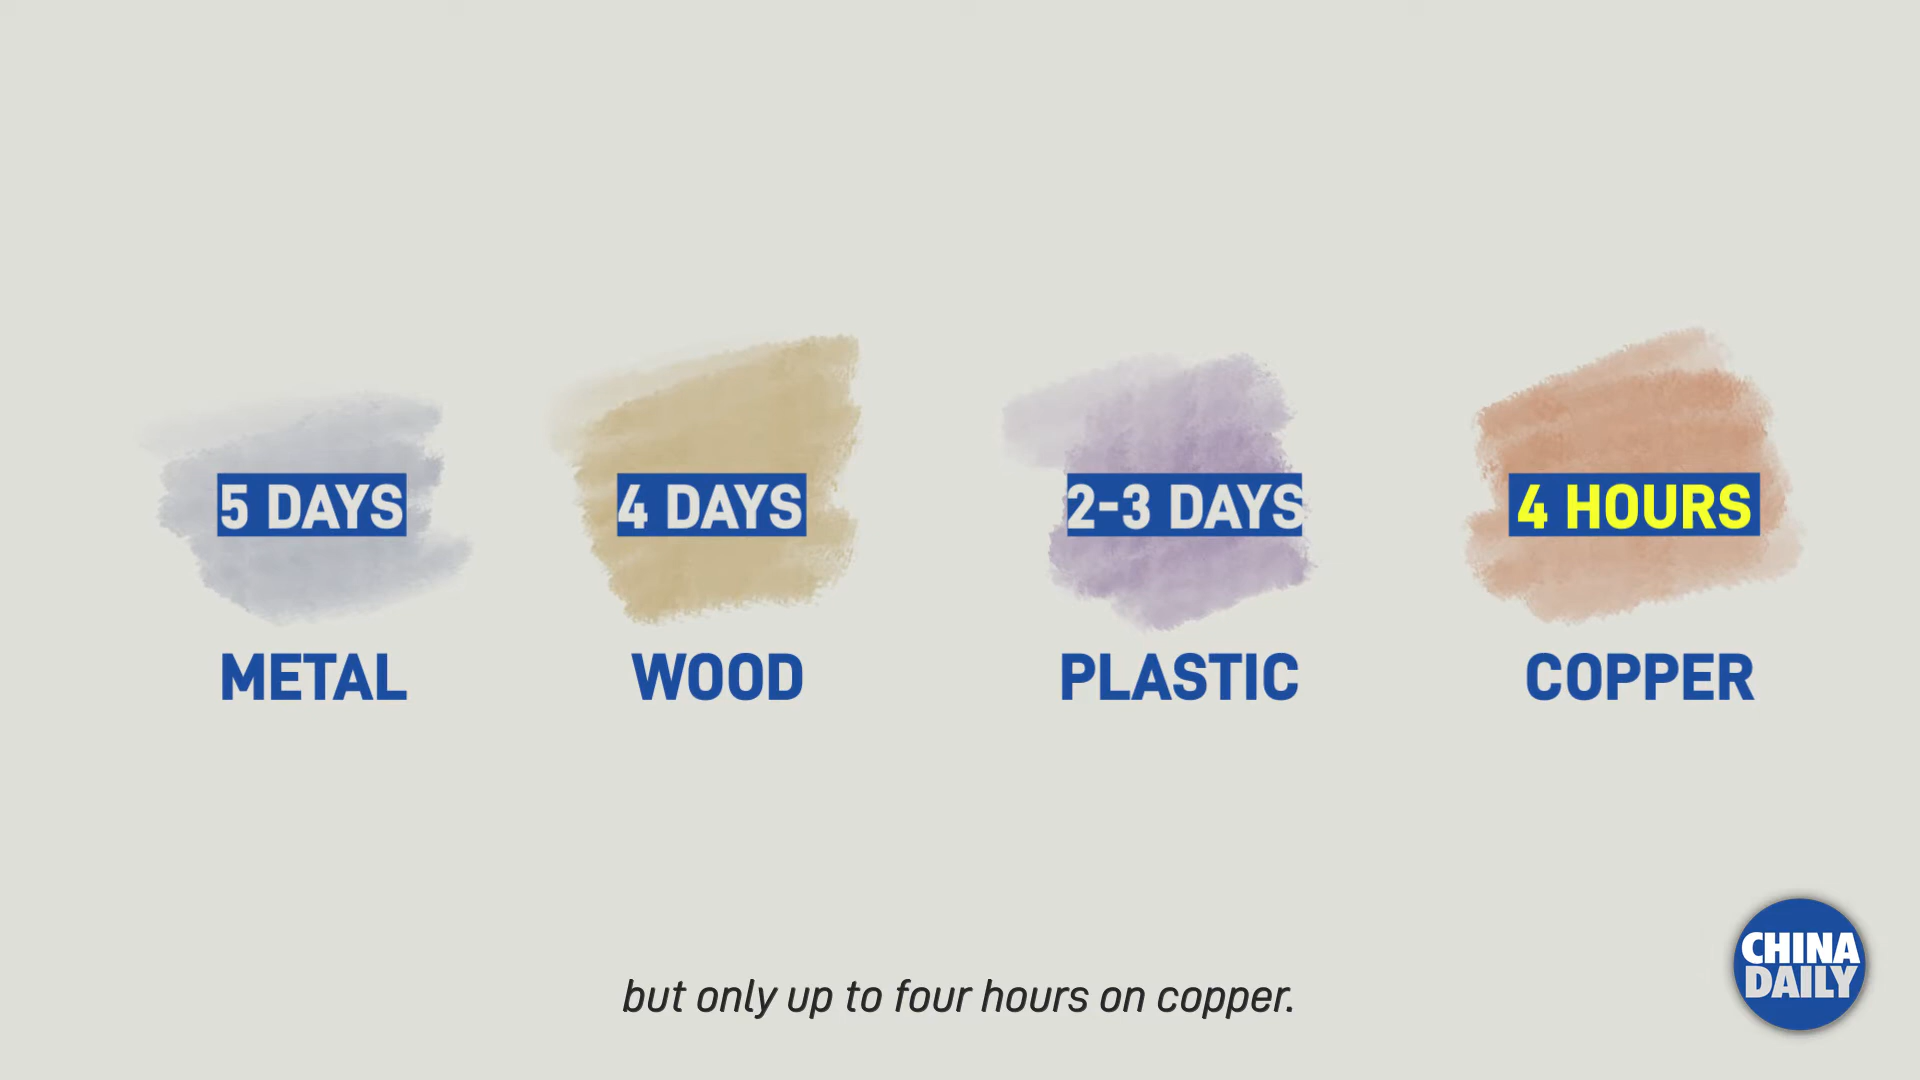 5 DAYS
4 DAYS
2-3 DAYS
4 HOURS
METAL
WOOD
PLASTIC
COPPER
but only up to four hours on copper.
CHINA
DAILY